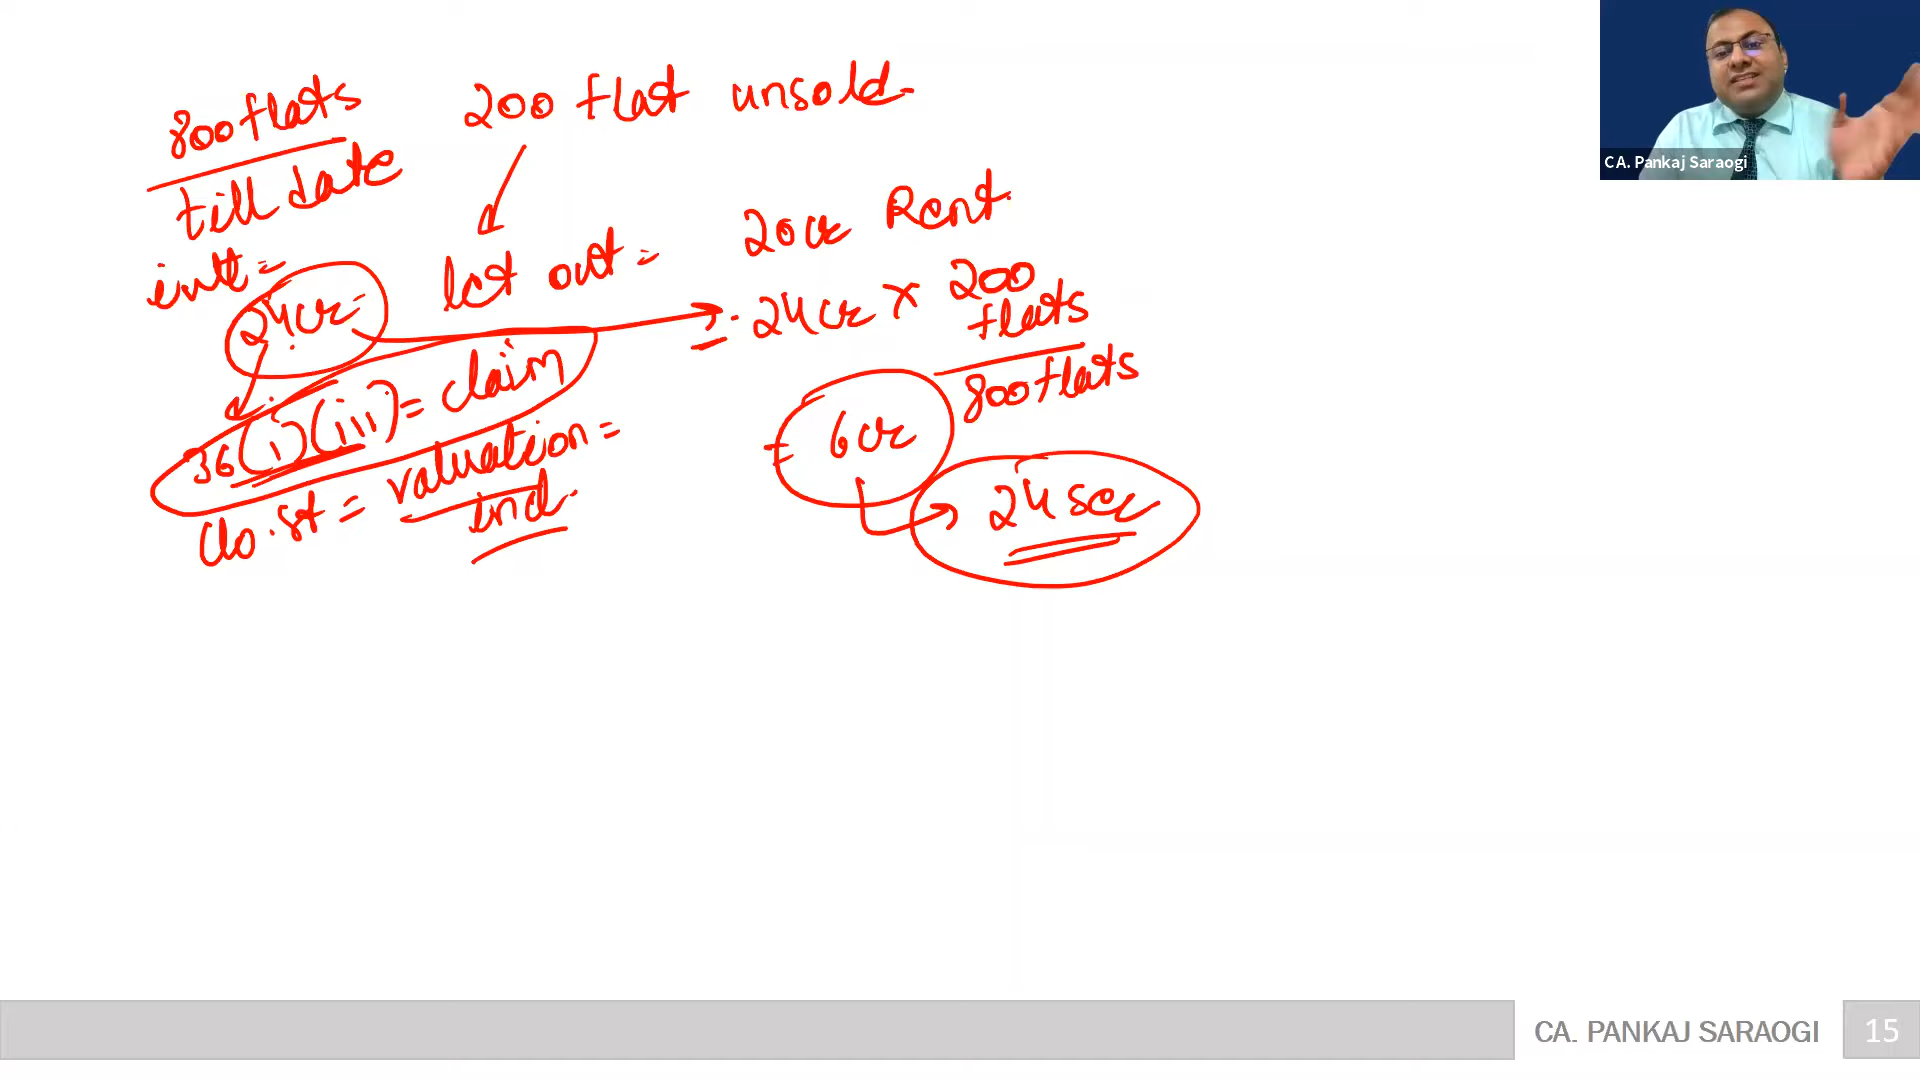 800 flats
till date
intt =
24cr
36(i)(iii) = claim
clo. st = valuation =
ind.
200 flat unsold
let out =
20cr Rent
= 24cr x 200 flats
800 flats
= 6cr
24 sec
CA. Pankaj Saraogi
CA. PANKAJ SARAOGI
15